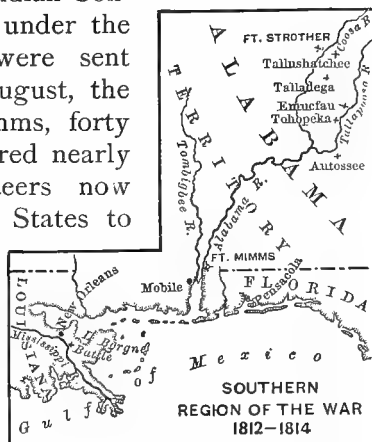 under the
were sent
ugust, the
mms, forty
red nearly
eers now
States to
FT. STROTHER
Coosa R
Tallushatchee
Talladega
Emucfau
Tohopeka
Tallapoosa R
Autossee
ALABAMA
TERRITORY
Tombigbee R.
Alabama R.
FT. MIMMS
Mobile
Pensacola
FLORIDA
LOUISIANA
New Orleans
L. Borgne
Mississippi R.
Battle
Gulf of Mexico
SOUTHERN
REGION OF THE WAR
1812–1814